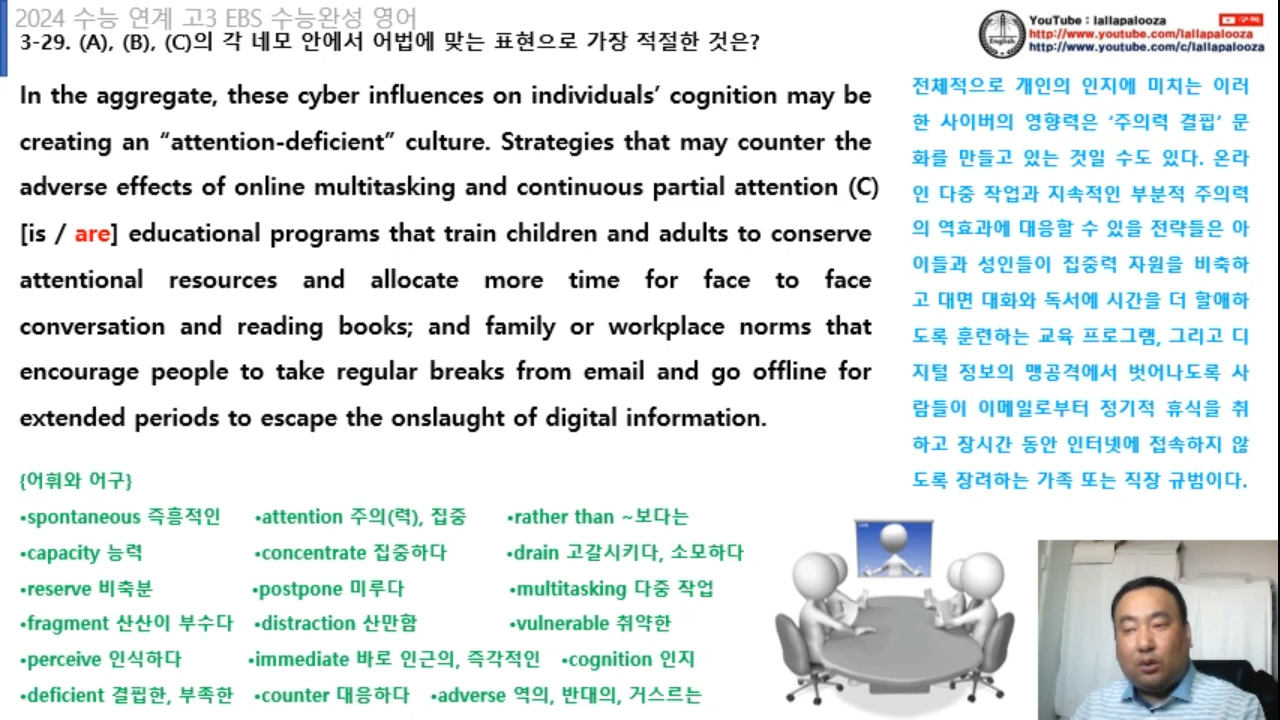 2024 수능 연계 고3 EBS 수능완성 영어
3-29. (A), (B), (C)의 각 네모 안에서 어법에 맞는 표현으로 가장 적절한 것은?
YouTube : lallapalooza
구독
http://www.youtube.com/lallapalooza
http://www.youtube.com/c/lallapalooza
English
In the aggregate, these cyber influences on individuals’ cognition may be
creating an “attention-deficient” culture. Strategies that may counter the
adverse effects of online multitasking and continuous partial attention (C)
[is / are] educational programs that train children and adults to conserve
attentional resources and allocate more time for face to face
conversation and reading books; and family or workplace norms that
encourage people to take regular breaks from email and go offline for
extended periods to escape the onslaught of digital information.
전체적으로 개인의 인지에 미치는 이러
한 사이버의 영향력은 ‘주의력 결핍’ 문
화를 만들고 있는 것일 수도 있다. 온라
인 다중 작업과 지속적인 부분적 주의력
의 역효과에 대응할 수 있을 전략들은 아
이들과 성인들이 집중력 자원을 비축하
고 대면 대화와 독서에 시간을 더 할애하
도록 훈련하는 교육 프로그램, 그리고 디
지털 정보의 맹공격에서 벗어나도록 사
람들이 이메일로부터 정기적 휴식을 취
하고 장시간 동안 인터넷에 접속하지 않
도록 장려하는 가족 또는 직장 규범이다.
{어휘와 어구}
•spontaneous 즉흥적인 •attention 주의(력), 집중 •rather than ~보다는
•capacity 능력 •concentrate 집중하다 •drain 고갈시키다, 소모하다
•reserve 비축분 •postpone 미루다 •multitasking 다중 작업
•fragment 산산이 부수다 •distraction 산만함 •vulnerable 취약한
•perceive 인식하다 •immediate 바로 인근의, 즉각적인 •cognition 인지
•deficient 결핍한, 부족한 •counter 대응하다 •adverse 역의, 반대의, 거스르는